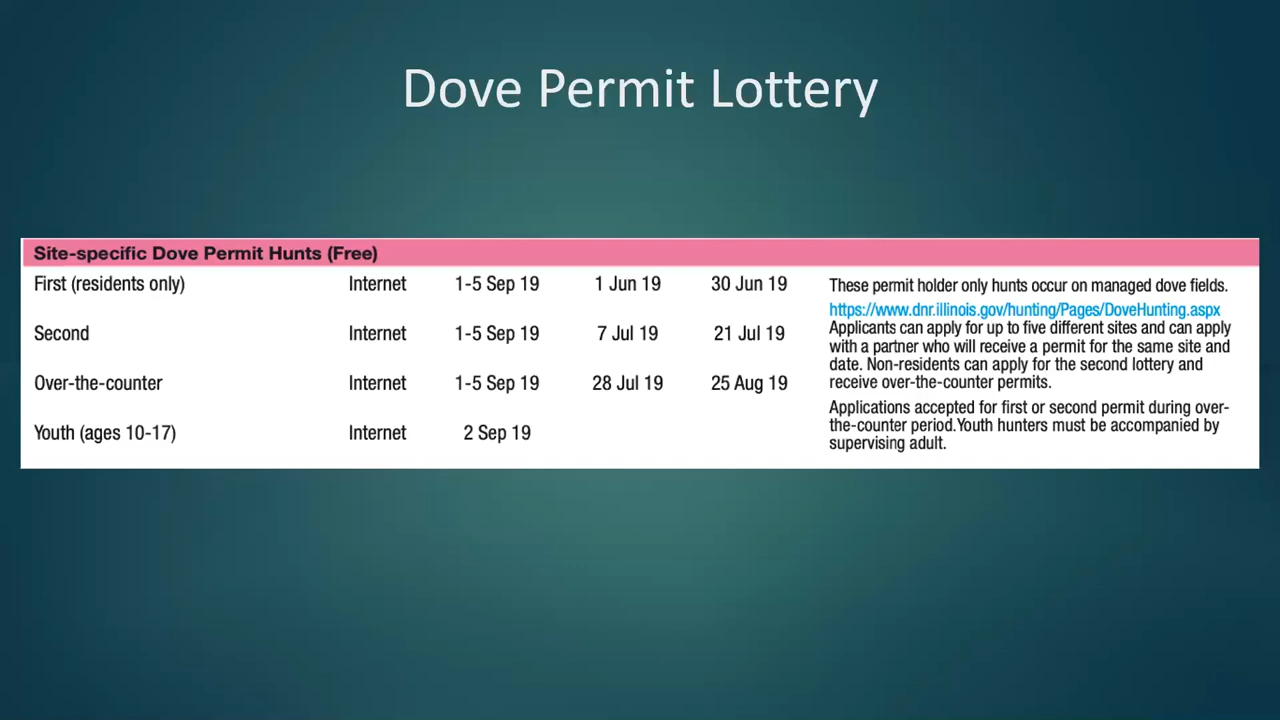 Dove Permit Lottery
Site-specific Dove Permit Hunts (Free)
First (residents only) Internet 1-5 Sep 19 1 Jun 19 30 Jun 19
Second Internet 1-5 Sep 19 7 Jul 19 21 Jul 19
Over-the-counter Internet 1-5 Sep 19 28 Jul 19 25 Aug 19
Youth (ages 10-17) Internet 2 Sep 19
These permit holder only hunts occur on managed dove fields.
https://www.dnr.illinois.gov/hunting/Pages/DoveHunting.aspx
Applicants can apply for up to five different sites and can apply
with a partner who will receive a permit for the same site and
date. Non-residents can apply for the second lottery and
receive over-the-counter permits.
Applications accepted for first or second permit during over-
the-counter period.Youth hunters must be accompanied by
supervising adult.